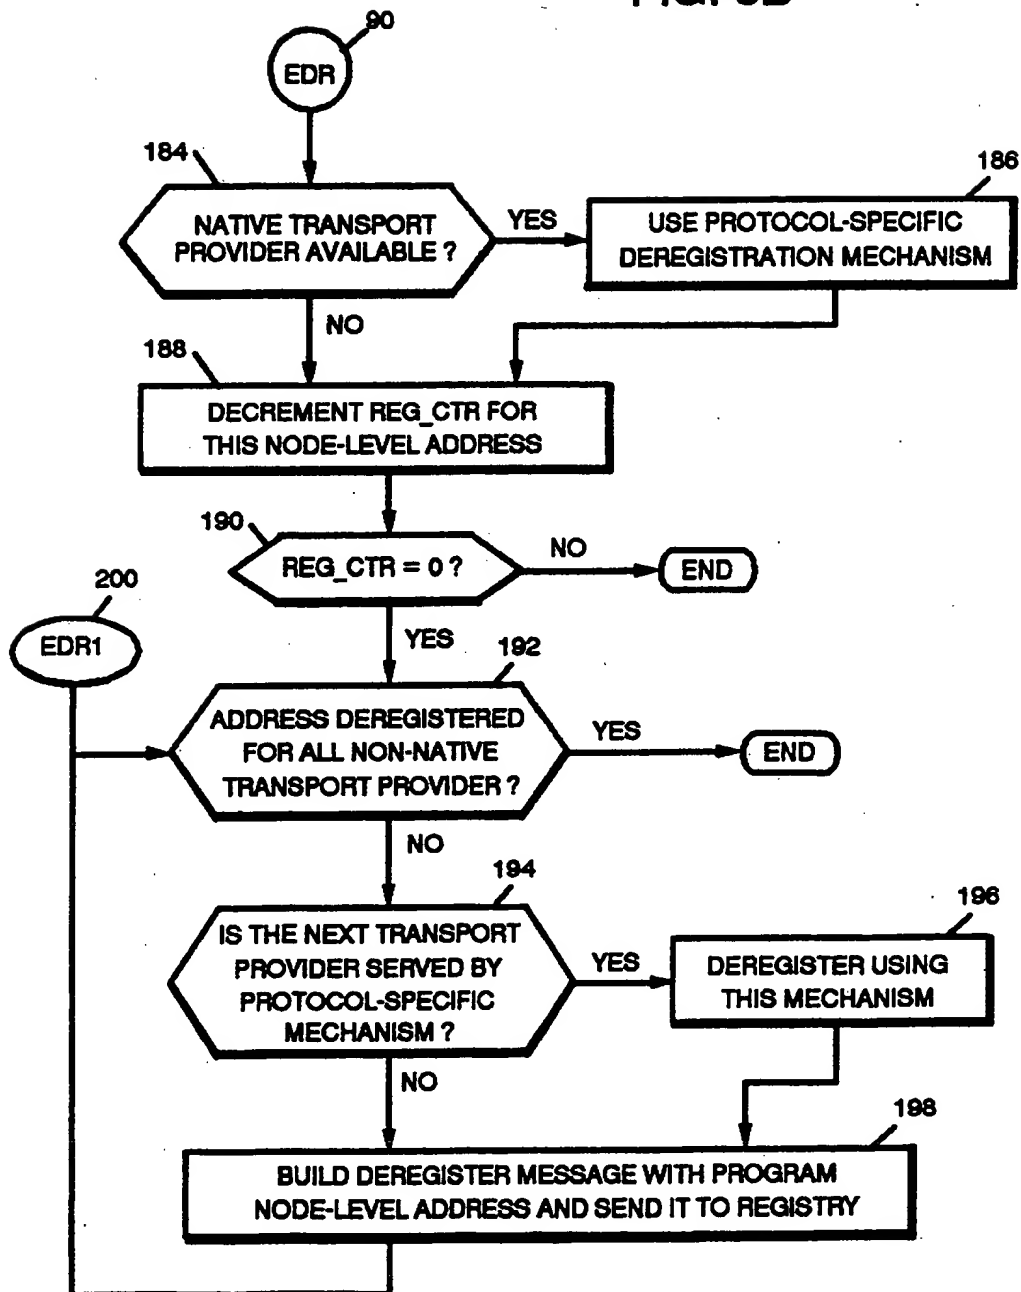 90
EDR
184
NATIVE TRANSPORT
PROVIDER AVAILABLE ?
YES
186
USE PROTOCOL-SPECIFIC
DEREGISTRATION MECHANISM
NO
188
DECREMENT REG_CTR FOR
THIS NODE-LEVEL ADDRESS
190
REG_CTR = 0 ?
NO
END
200
EDR1
YES
192
ADDRESS DEREGISTERED
FOR ALL NON-NATIVE
TRANSPORT PROVIDER ?
YES
END
NO
194
IS THE NEXT TRANSPORT
PROVIDER SERVED BY
PROTOCOL-SPECIFIC
MECHANISM ?
YES
196
DEREGISTER USING
THIS MECHANISM
NO
198
BUILD DEREGISTER MESSAGE WITH PROGRAM
NODE-LEVEL ADDRESS AND SEND IT TO REGISTRY